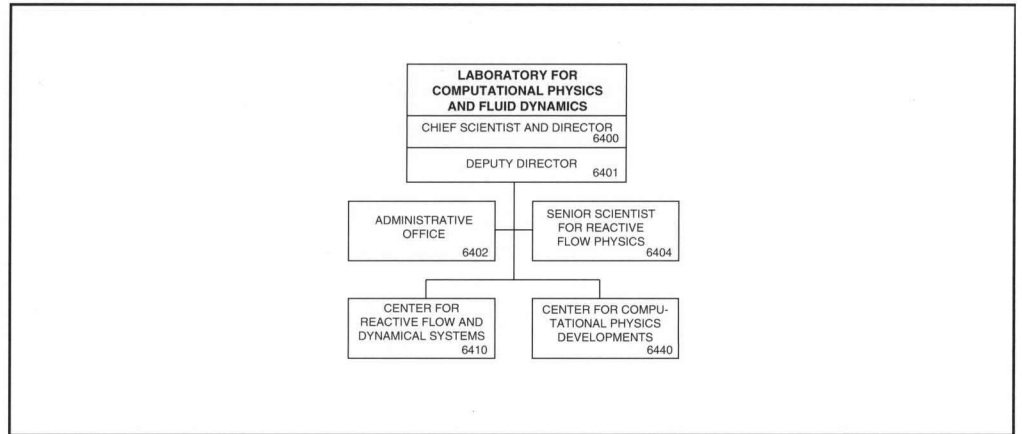 LABORATORY FOR
COMPUTATIONAL PHYSICS
AND FLUID DYNAMICS
CHIEF SCIENTIST AND DIRECTOR
6400
DEPUTY DIRECTOR
6401
ADMINISTRATIVE
OFFICE
6402
SENIOR SCIENTIST
FOR REACTIVE
FLOW PHYSICS
6404
CENTER FOR
REACTIVE FLOW AND
DYNAMICAL SYSTEMS
6410
CENTER FOR COMPU-
TATIONAL PHYSICS
DEVELOPMENTS
6440